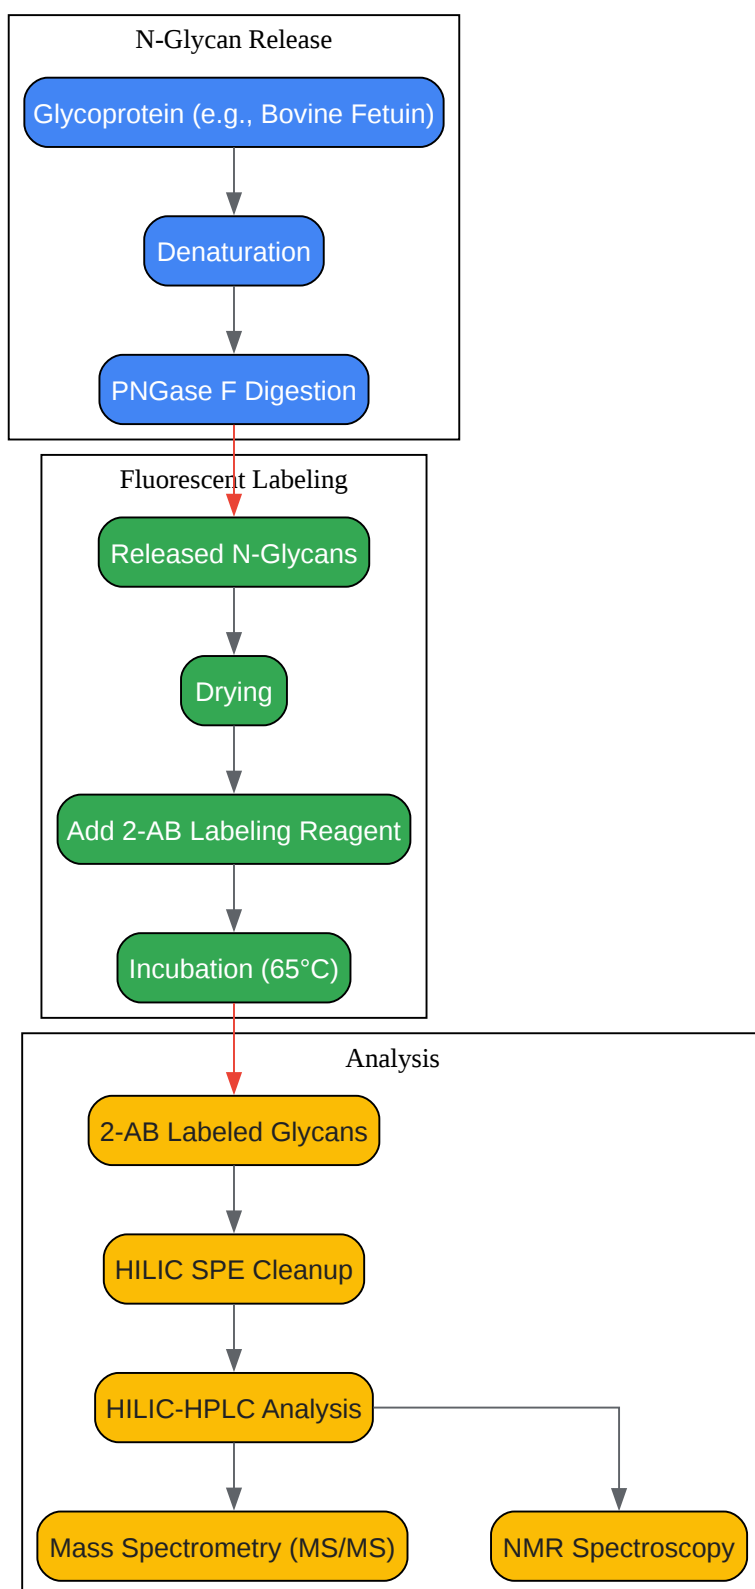 N-Glycan Release
Glycoprotein (e.g., Bovine Fetuin)
Denaturation
PNGase F Digestion
Fluorescent Labeling
Released N-Glycans
Drying
Add 2-AB Labeling Reagent
Incubation (65°C)
Analysis
2-AB Labeled Glycans
HILIC SPE Cleanup
HILIC-HPLC Analysis
Mass Spectrometry (MS/MS)
NMR Spectroscopy